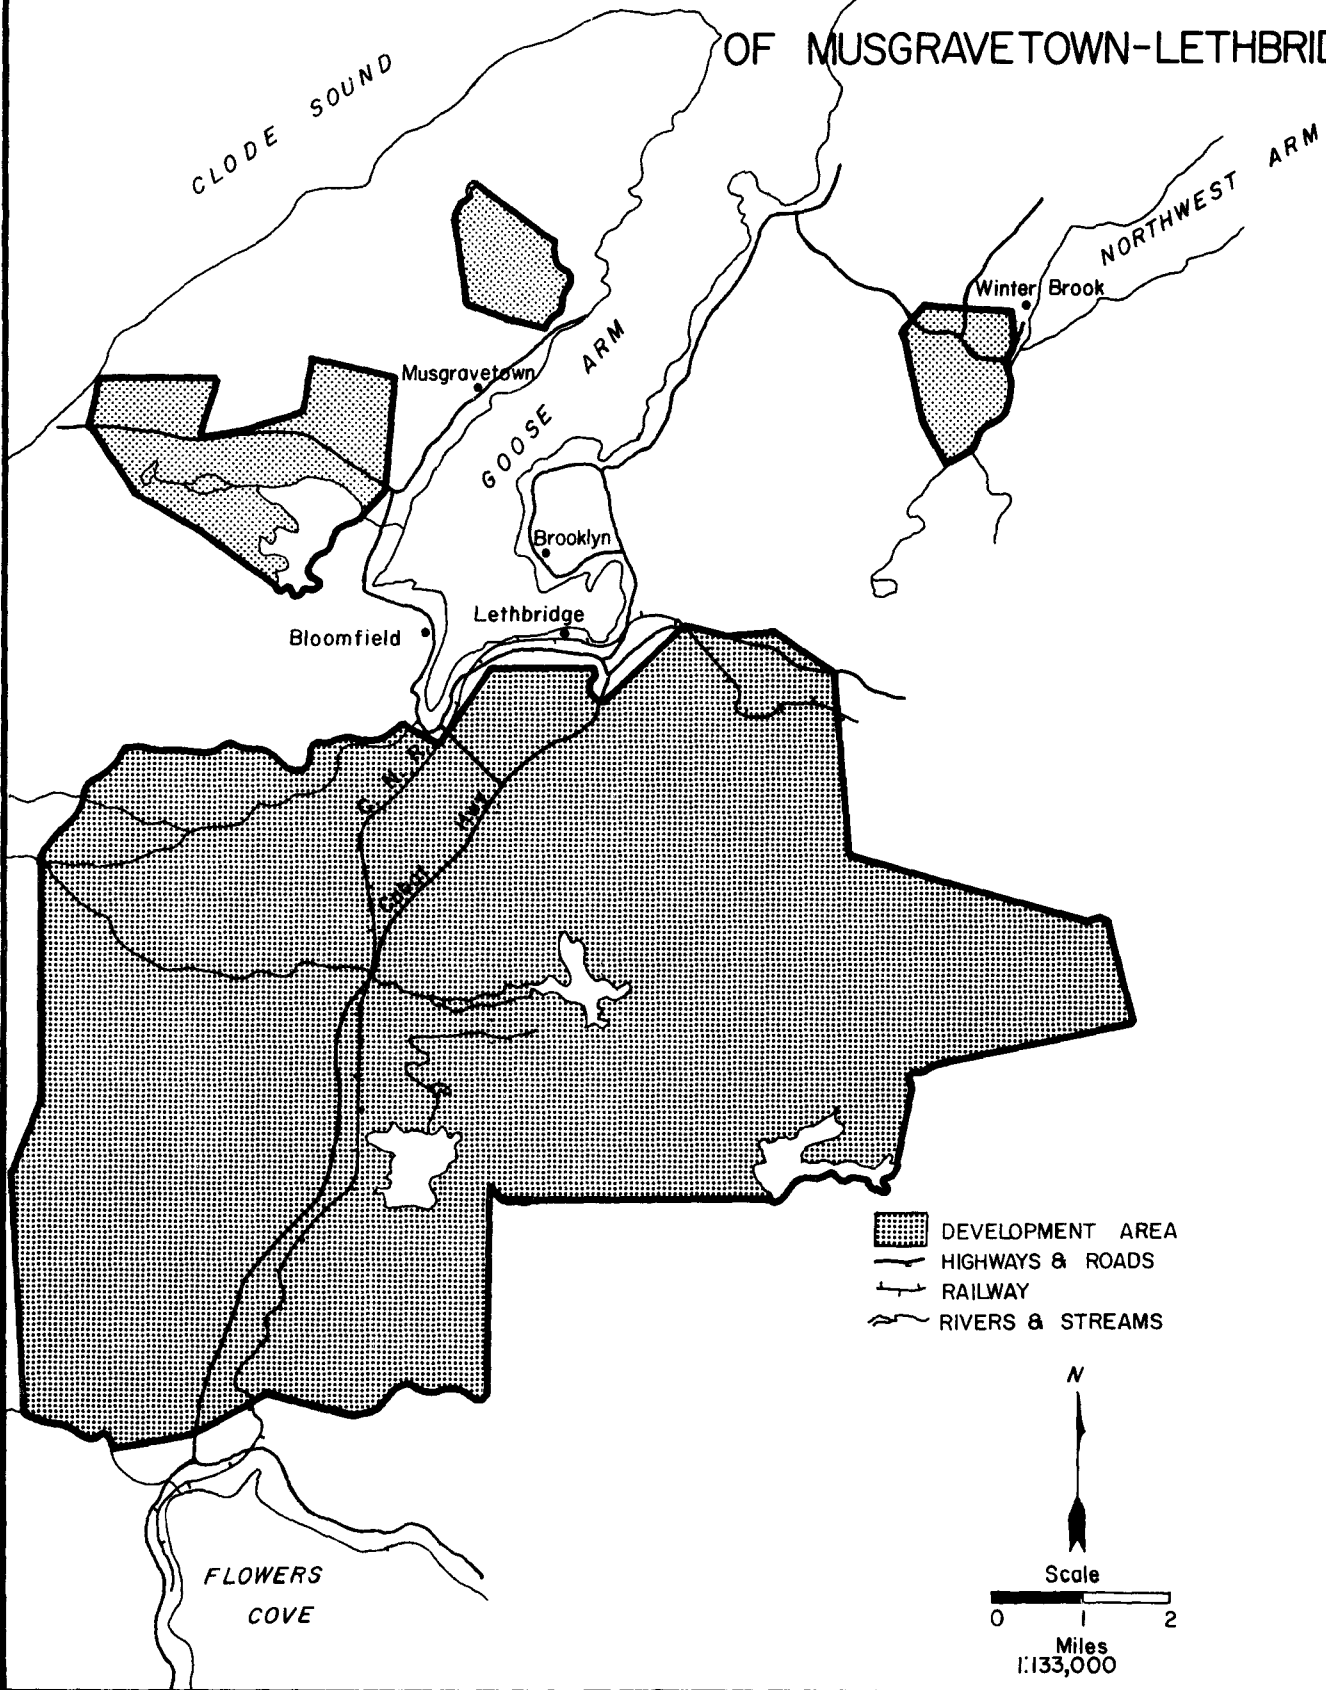 OF MUSGRAVETOWN-LETHBRID
CLODE SOUND
NORTHWEST ARM
Winter Brook
GOOSE ARM
Musgravetown
Brooklyn
Lethbridge
Bloomfield
C. N. R.
Cabot Hwy
DEVELOPMENT AREA
HIGHWAYS & ROADS
RAILWAY
RIVERS & STREAMS
N
FLOWERS
COVE
Scale
0 1 2
Miles
1:133,000